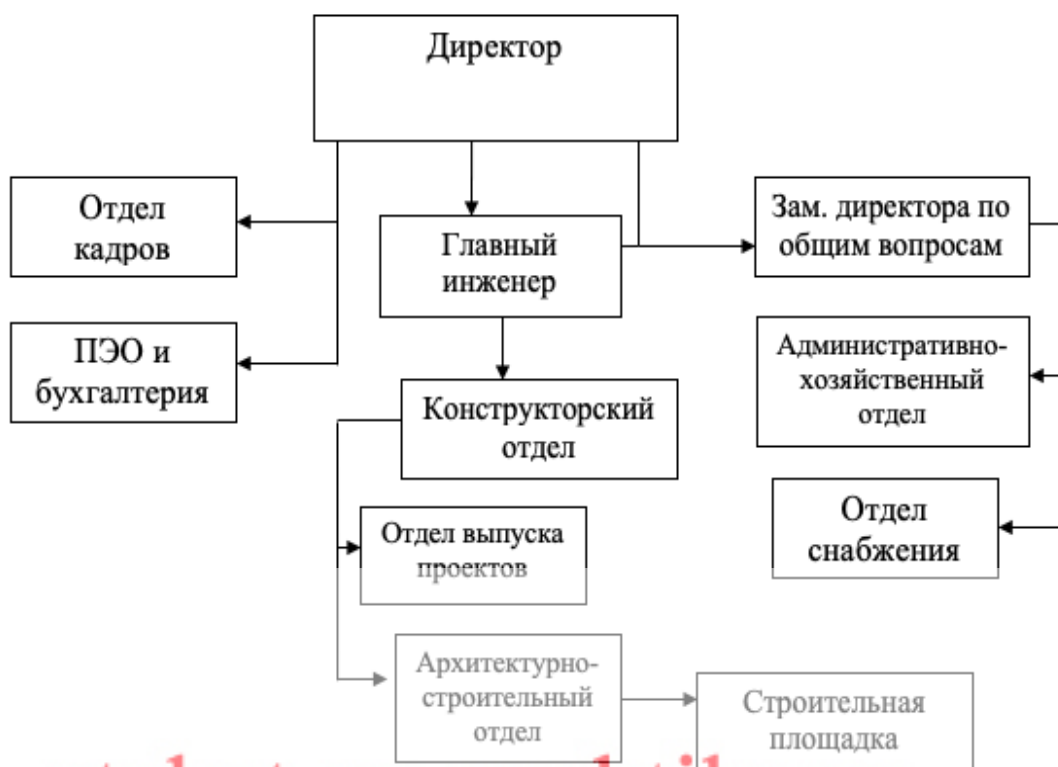 Директор
Отдел
кадров
Главный
инженер
Зам. директора по
общим вопросам
ПЭО и
бухгалтерия
Административно-
хозяйственный
отдел
Конструкторский
отдел
Отдел
снабжения
Отдел выпуска
проектов
Архитектурно-
строительный
отдел
Строительная
площадка